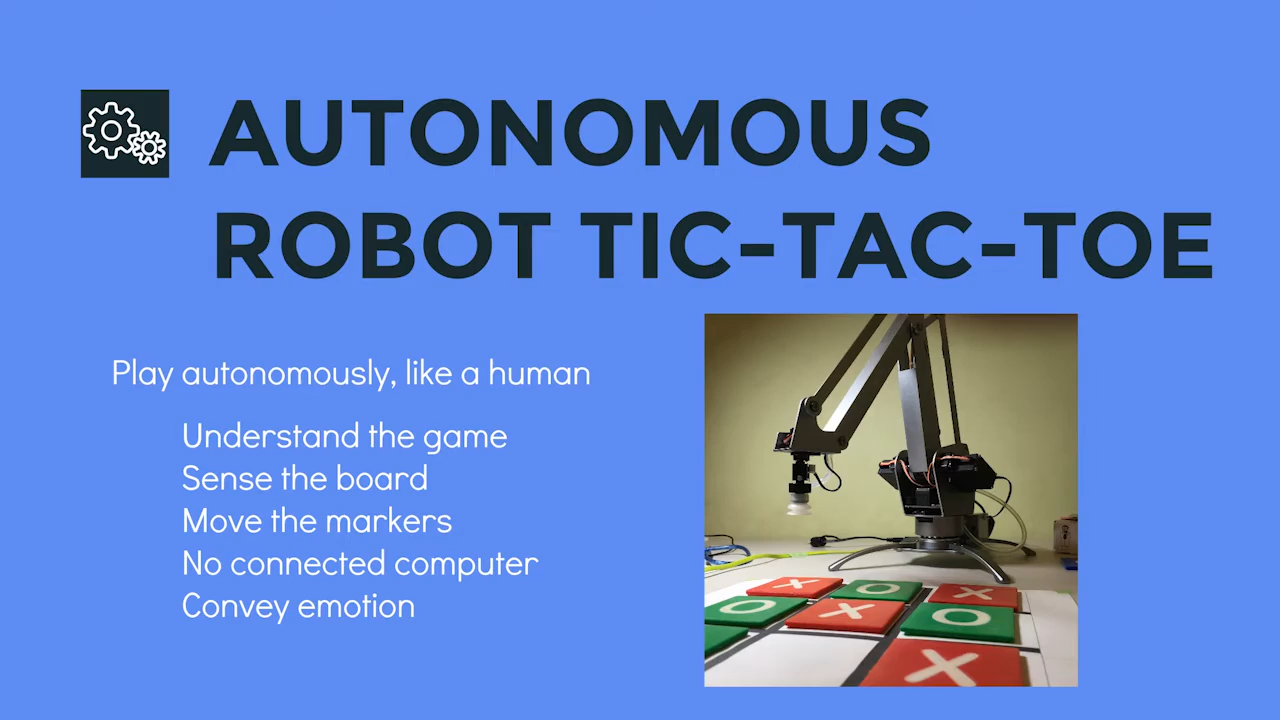 AUTONOMOUS
ROBOT TIC-TAC-TOE
Play autonomously, like a human
Understand the game
Sense the board
Move the markers
No connected computer
Convey emotion
X O X
O X O
X